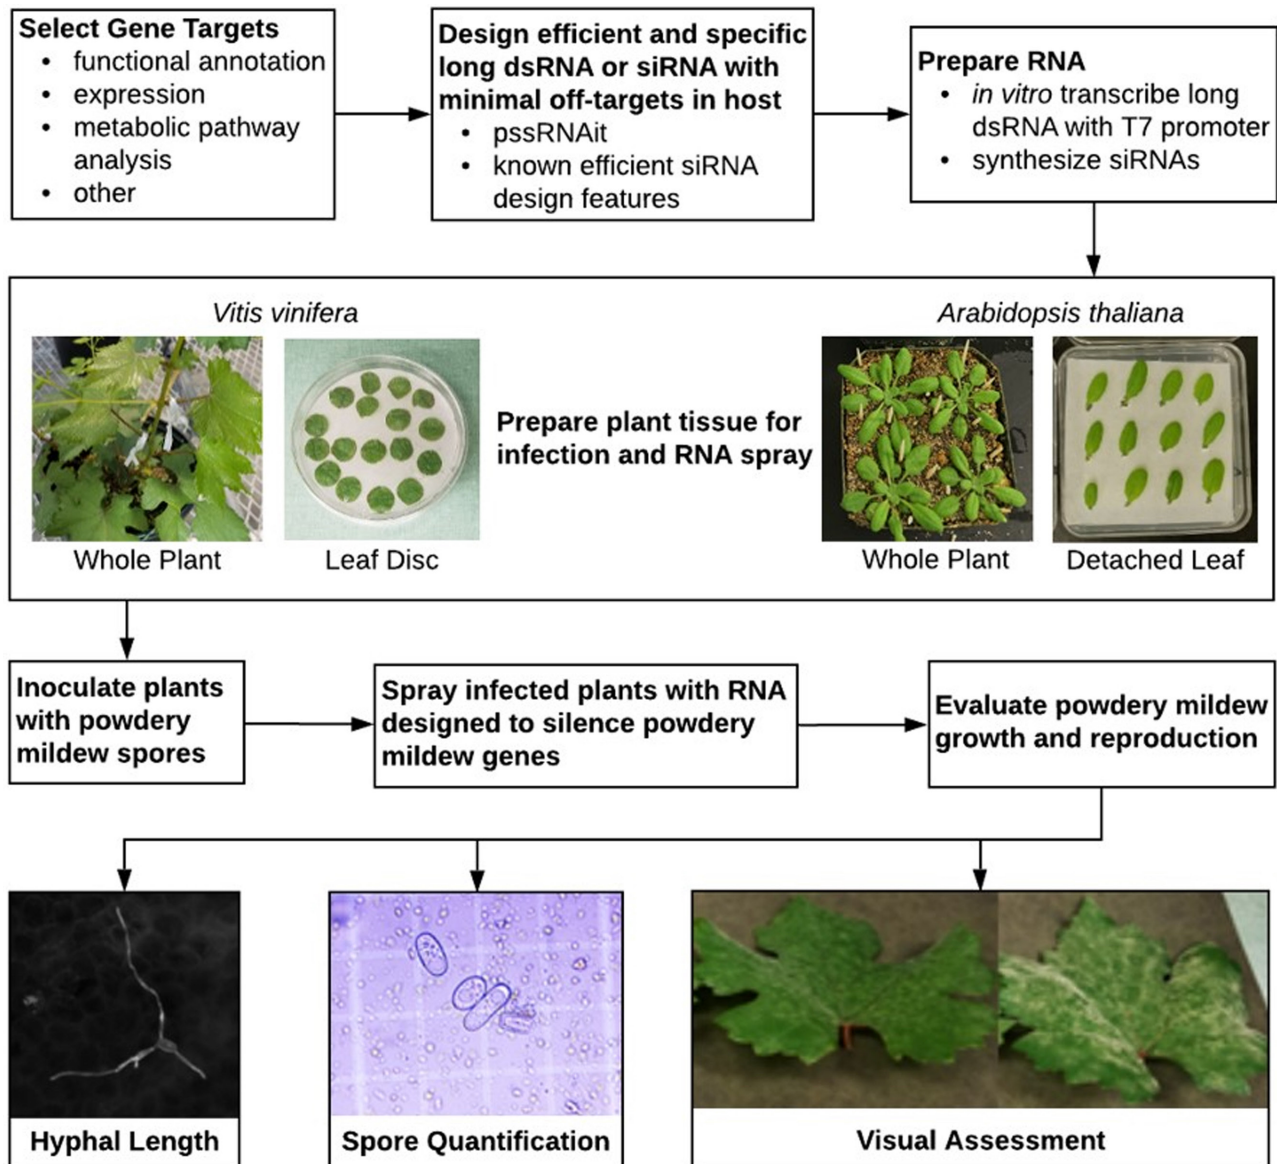 Select Gene Targets
• functional annotation
• expression
• metabolic pathway
analysis
• other
Design efficient and specific
long dsRNA or siRNA with
minimal off-targets in host
• pssRNAit
• known efficient siRNA
design features
Prepare RNA
• in vitro transcribe long
dsRNA with T7 promoter
• synthesize siRNAs
Vitis vinifera
Whole Plant
Leaf Disc
Prepare plant tissue for
infection and RNA spray
Arabidopsis thaliana
Whole Plant
Detached Leaf
Inoculate plants
with powdery
mildew spores
Spray infected plants with RNA
designed to silence powdery
mildew genes
Evaluate powdery mildew
growth and reproduction
Hyphal Length
Spore Quantification
Visual Assessment